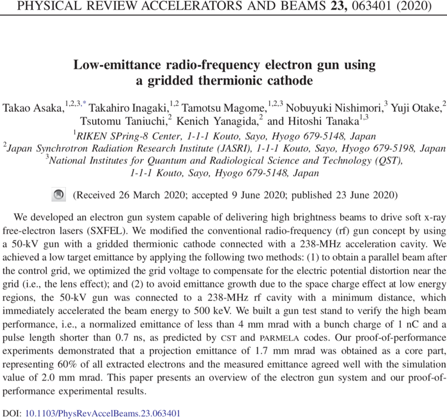 PHYSICAL REVIEW ACCELERATORS AND BEAMS 23, 063401 (2020)
Low-emittance radio-frequency electron gun using
a gridded thermionic cathode
Takao Asaka,1,2,3,* Takahiro Inagaki,1,2 Tamotsu Magome,1,2,3 Nobuyuki Nishimori,3 Yuji Otake,2
Tsutomu Taniuchi,2 Kenich Yanagida,2 and Hitoshi Tanaka1,3
1RIKEN SPring-8 Center, 1-1-1 Kouto, Sayo, Hyogo 679-5148, Japan
2Japan Synchrotron Radiation Research Institute (JASRI), 1-1-1 Kouto, Sayo, Hyogo 679-5198, Japan
3National Institutes for Quantum and Radiological Science and Technology (QST),
1-1-1 Kouto, Sayo, Hyogo 679-5148, Japan
(Received 26 March 2020; accepted 9 June 2020; published 23 June 2020)
We developed an electron gun system capable of delivering high brightness beams to drive soft x-ray
free-electron lasers (SXFEL). We modified the conventional radio-frequency (rf) gun concept by using
a 50-kV gun with a gridded thermionic cathode connected with a 238-MHz acceleration cavity. We
achieved a low target emittance by applying the following two methods: (1) to obtain a parallel beam after
the control grid, we optimized the grid voltage to compensate for the electric potential distortion near the
grid (i.e., the lens effect); and (2) to avoid emittance growth due to the space charge effect at low energy
regions, the 50-kV gun was connected to a 238-MHz rf cavity with a minimum distance, which
immediately accelerated the beam energy to 500 keV. We built a gun test stand to verify the high beam
performance, i.e., a normalized emittance of less than 4 mm mrad with a bunch charge of 1 nC and a
pulse length shorter than 0.7 ns, as predicted by CST and PARMELA codes. Our proof-of-performance
experiments demonstrated that a projection emittance of 1.7 mm mrad was obtained as a core part,
representing 60% of all extracted electrons and the measured emittance agreed well with the simulation
value of 2.0 mm mrad. This paper presents an overview of the electron gun system and our proof-of-
performance experimental results.
DOI: 10.1103/PhysRevAccelBeams.23.063401